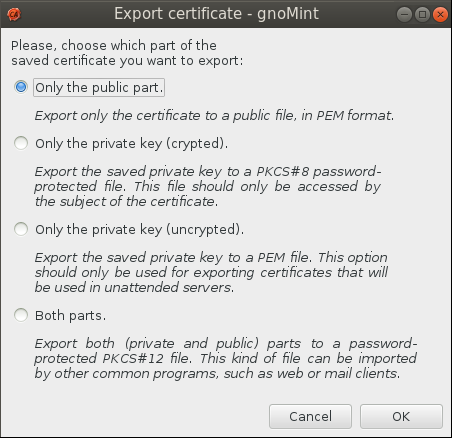 Export certificate - gnoMint
Please, choose which part of the
saved certificate you want to export:
Only the public part.
Export only the certificate to a public file, in PEM format.
Only the private key (crypted).
Export the saved private key to a PKCS#8 password-
protected file. This file should only be accessed by
the subject of the certificate.
Only the private key (uncrypted).
Export the saved private key to a PEM file. This option
should only be used for exporting certificates that will
be used in unattended servers.
Both parts.
Export both (private and public) parts to a password-
protected PKCS#12 file. This kind of file can be imported
by other common programs, such as web or mail clients.
Cancel
OK